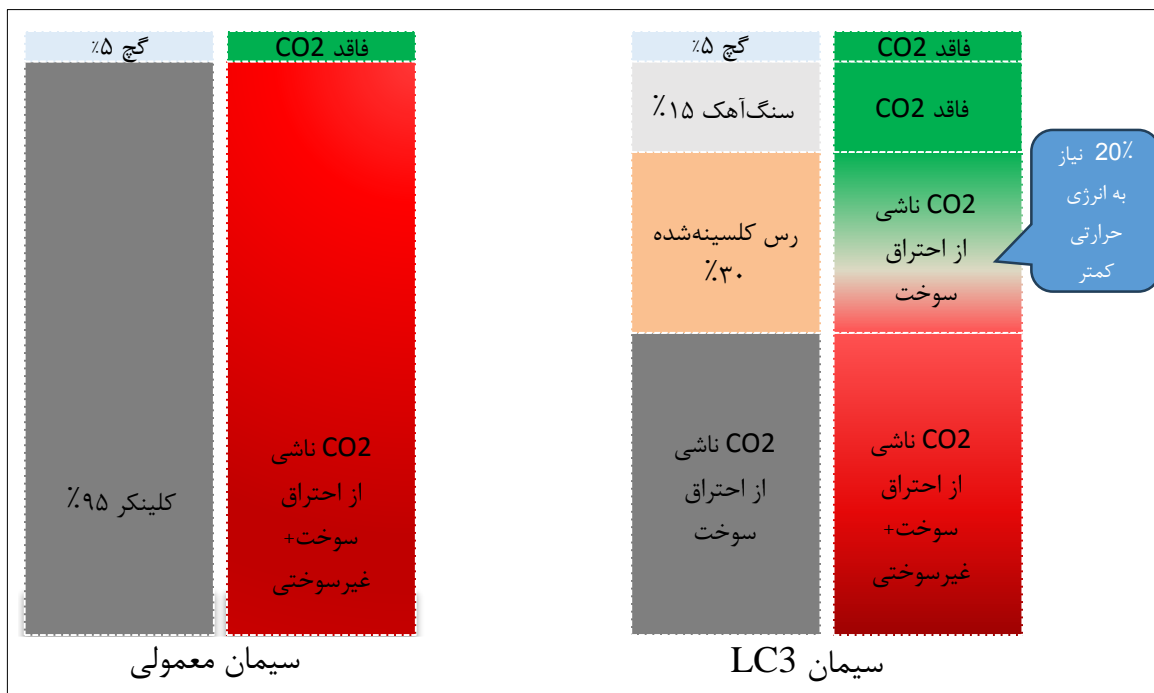 گچ ۵٪
فاقد CO2
کلینکر ۹۵٪
CO2 ناشی
از احتراق
سوخت+
غیرسوختی
سیمان معمولی
گچ ۵٪
فاقد CO2
سنگ‌آهک ۱۵٪
فاقد CO2
رس کلسینه‌شده
۳۰٪
CO2 ناشی
از احتراق
سوخت
20٪ نیاز
به انرژی
حرارتی
کمتر
CO2 ناشی
از احتراق
سوخت
CO2 ناشی
از احتراق
سوخت+
غیرسوختی
سیمان LC3